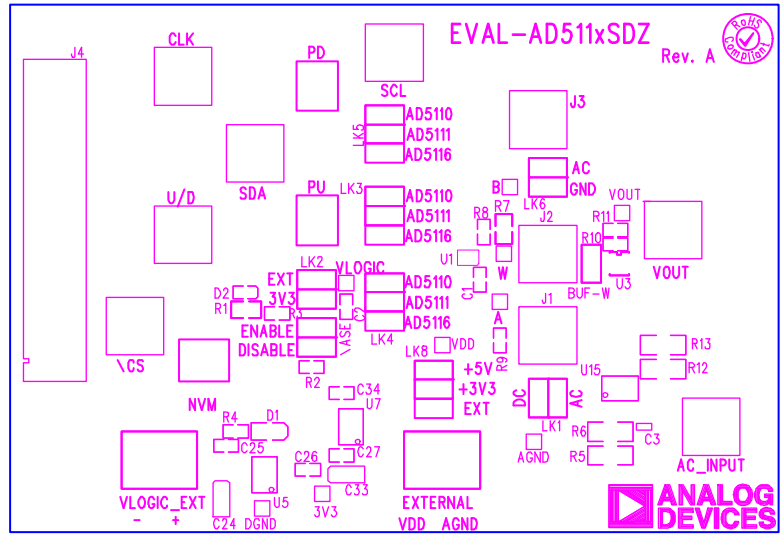 EVAL-AD511xSDZ
Rev. A
RoHS
Compliant
J4
CLK
PD
SCL
J3
AD5110
LK5
AD5111
AD5116
SDA
AC
GND
LK6
B
U/D
PU
LK3
AD5110
AD5111
AD5116
R8
R7
J2
VOUT
R11
R10
U1
W
BUF-W
U3
VOUT
LK2
VLOGIC
EXT
3V3
D2
R1
R3
C2
AD5110
AD5111
AD5116
LK4
C1
A
J1
ENABLE
DISABLE
\ASE
\CS
NVM
R2
LK8
VDD
R9
+5V
+3V3
EXT
DC
AC
LK1
U15
R13
R12
C34
U7
R4
D1
C25
C27
C26
C33
U5
AGND
R6
R5
C3
AC_INPUT
VLOGIC_EXT
- +
C24
DGND
3V3
EXTERNAL
VDD AGND
ANALOG
DEVICES